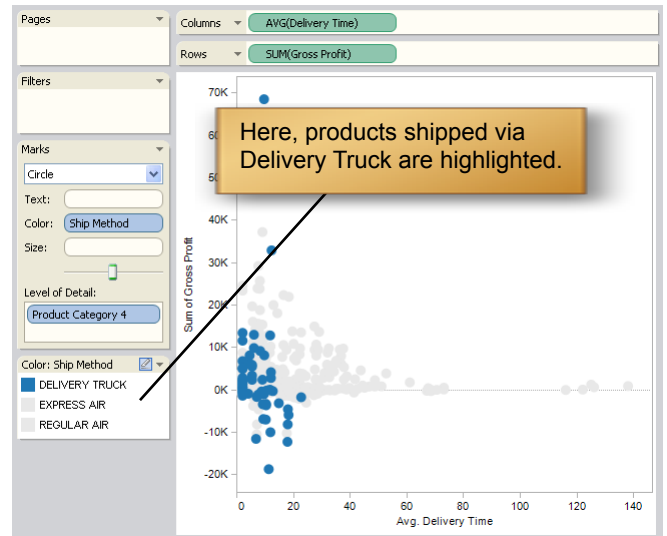 Pages
Columns AVG(Delivery Time)
Rows SUM(Gross Profit)
Filters
Marks
Circle
Text:
Color: Ship Method
Size:
Level of Detail:
Product Category 4
Color: Ship Method
DELIVERY TRUCK
EXPRESS AIR
REGULAR AIR
Here, products shipped via
Delivery Truck are highlighted.
Sum of Gross Profit
70K
40K
30K
20K
10K
0K
-10K
-20K
0 20 40 60 80 100 120 140
Avg. Delivery Time